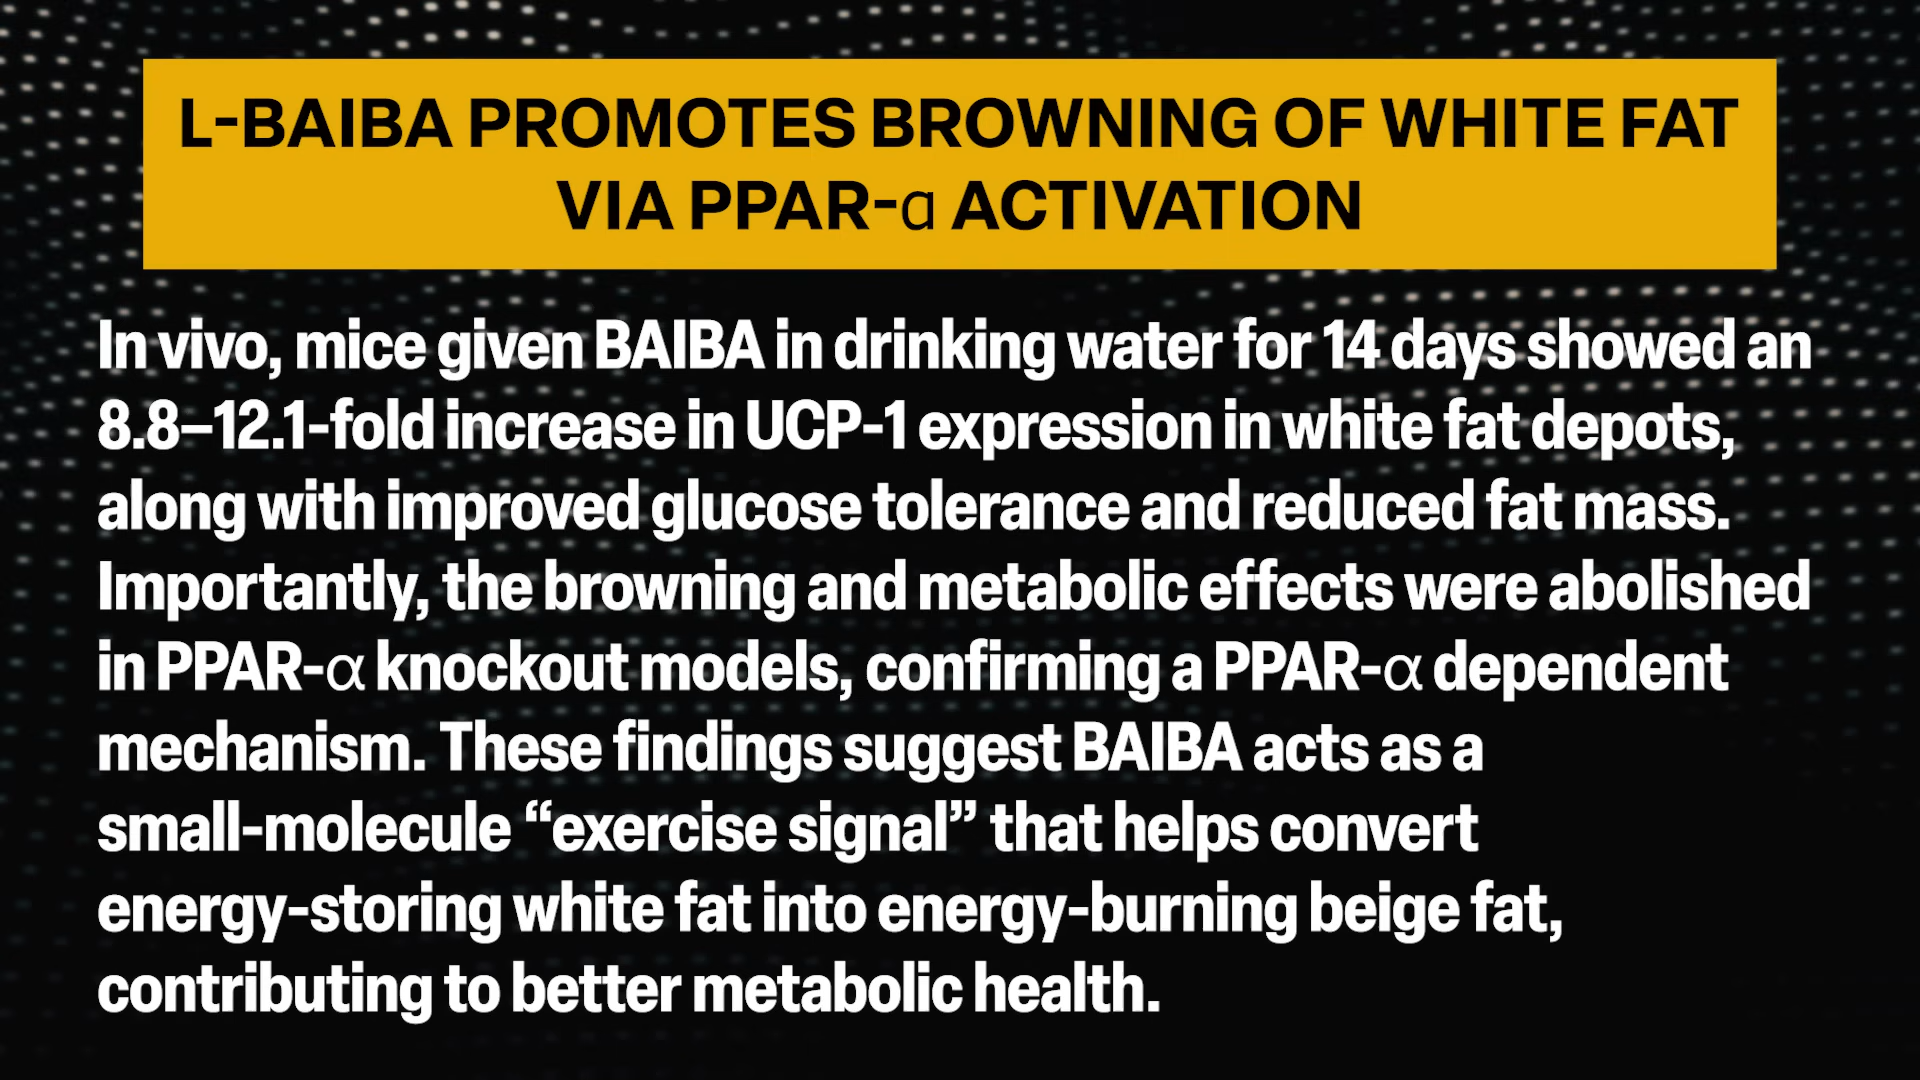 L-BAIBA PROMOTES BROWNING OF WHITE FAT
VIA PPAR-α ACTIVATION
In vivo, mice given BAIBA in drinking water for 14 days showed an
8.8–12.1-fold increase in UCP-1 expression in white fat depots,
along with improved glucose tolerance and reduced fat mass.
Importantly, the browning and metabolic effects were abolished
in PPAR-α knockout models, confirming a PPAR-α dependent
mechanism. These findings suggest BAIBA acts as a
small-molecule “exercise signal” that helps convert
energy-storing white fat into energy-burning beige fat,
contributing to better metabolic health.